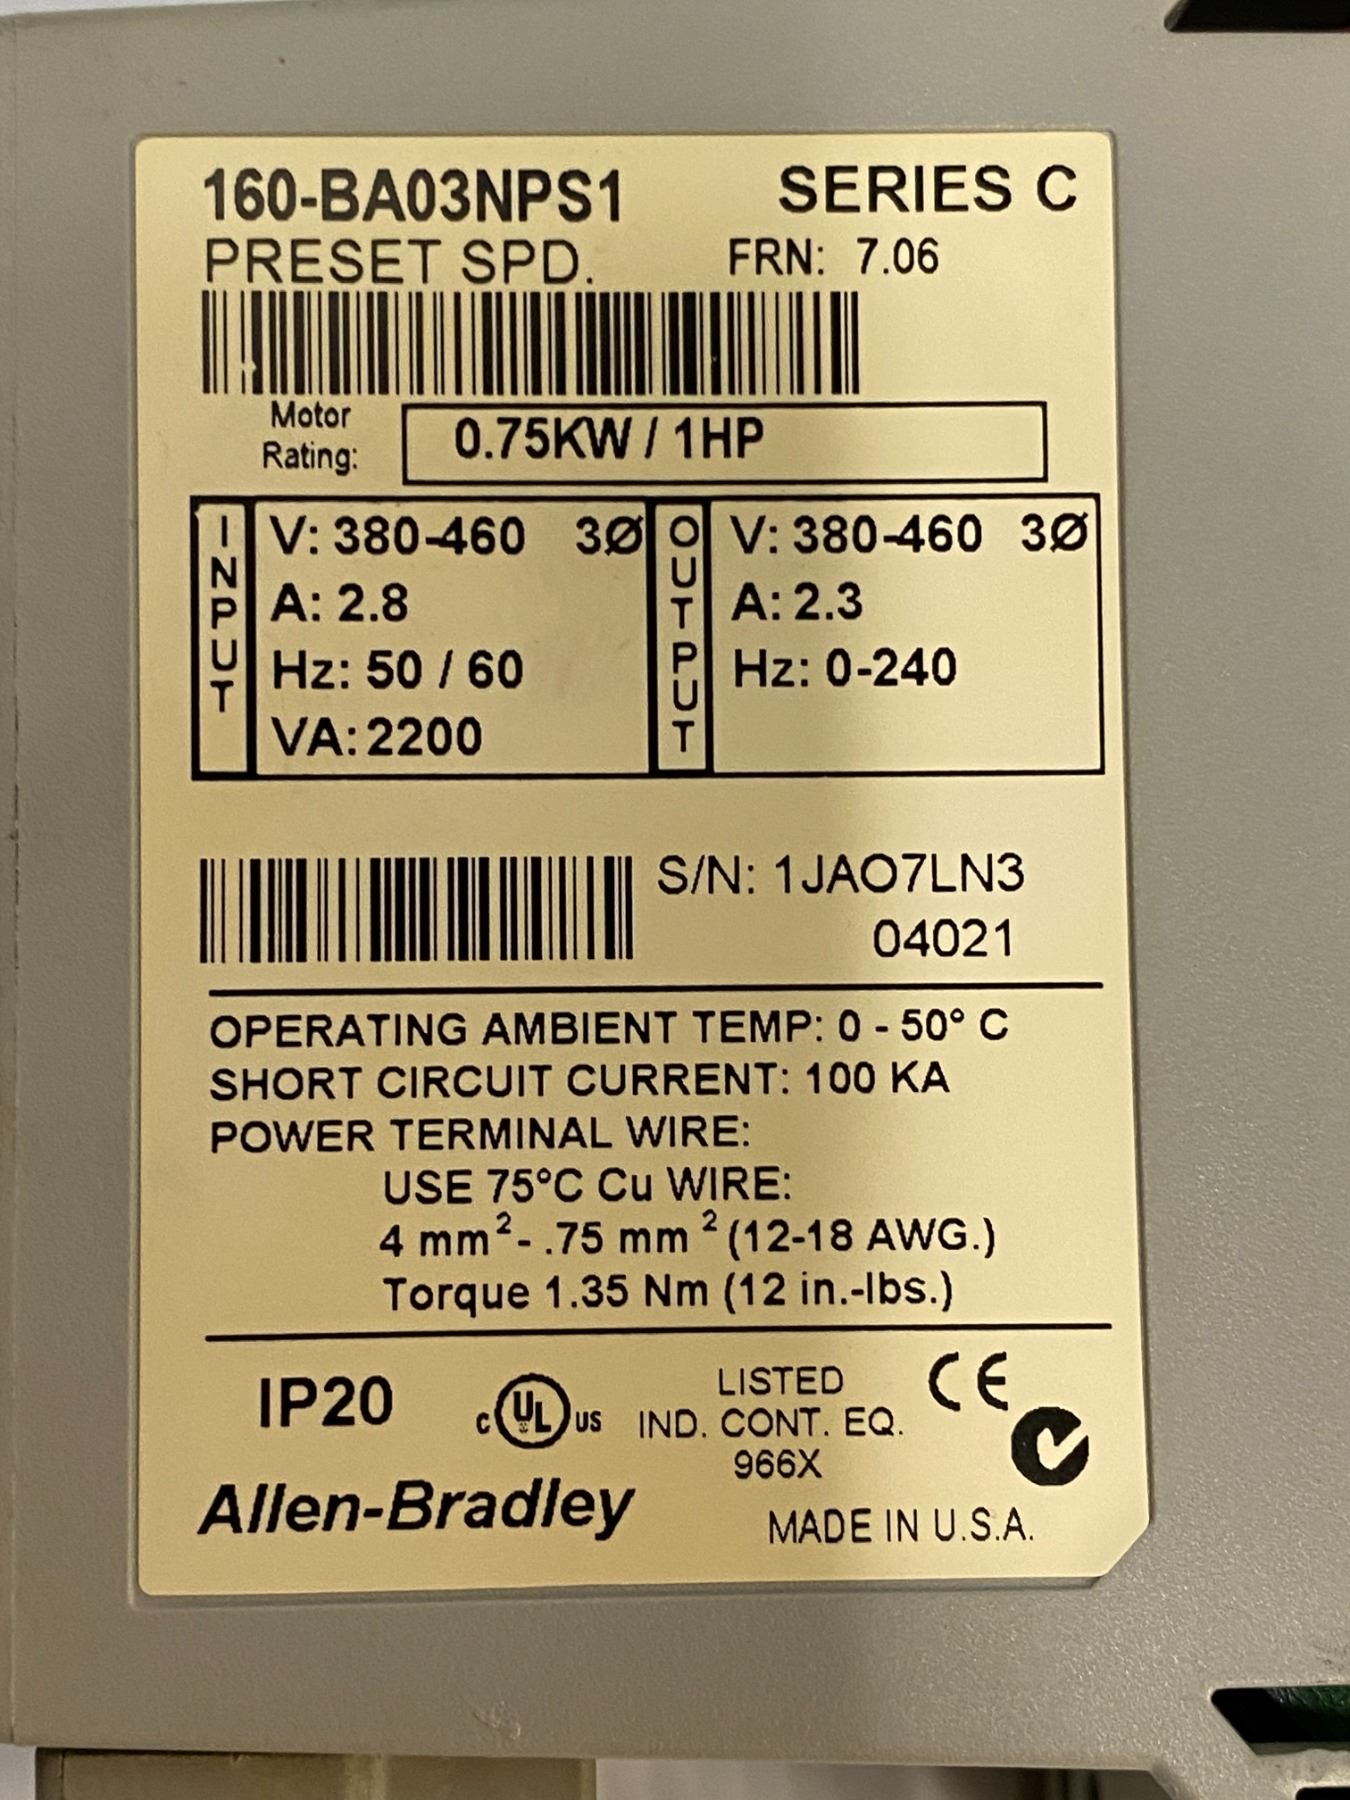 160-BA03NPS1 SERIES C
PRESET SPD. FRN: 7.06
Motor
Rating: 0.75KW / 1HP
INPUT
V: 380-460 3Ø
A: 2.8
Hz: 50 / 60
VA: 2200
OUTPUT
V: 380-460 3Ø
A: 2.3
Hz: 0-240
S/N: 1JAO7LN3
04021
OPERATING AMBIENT TEMP: 0 - 50° C
SHORT CIRCUIT CURRENT: 100 KA
POWER TERMINAL WIRE:
USE 75°C Cu WIRE:
4 mm² - .75 mm² (12-18 AWG.)
Torque 1.35 Nm (12 in.-lbs.)
IP20
c UL us
LISTED
IND. CONT. EQ.
966X
CE
Allen-Bradley
MADE IN U.S.A.